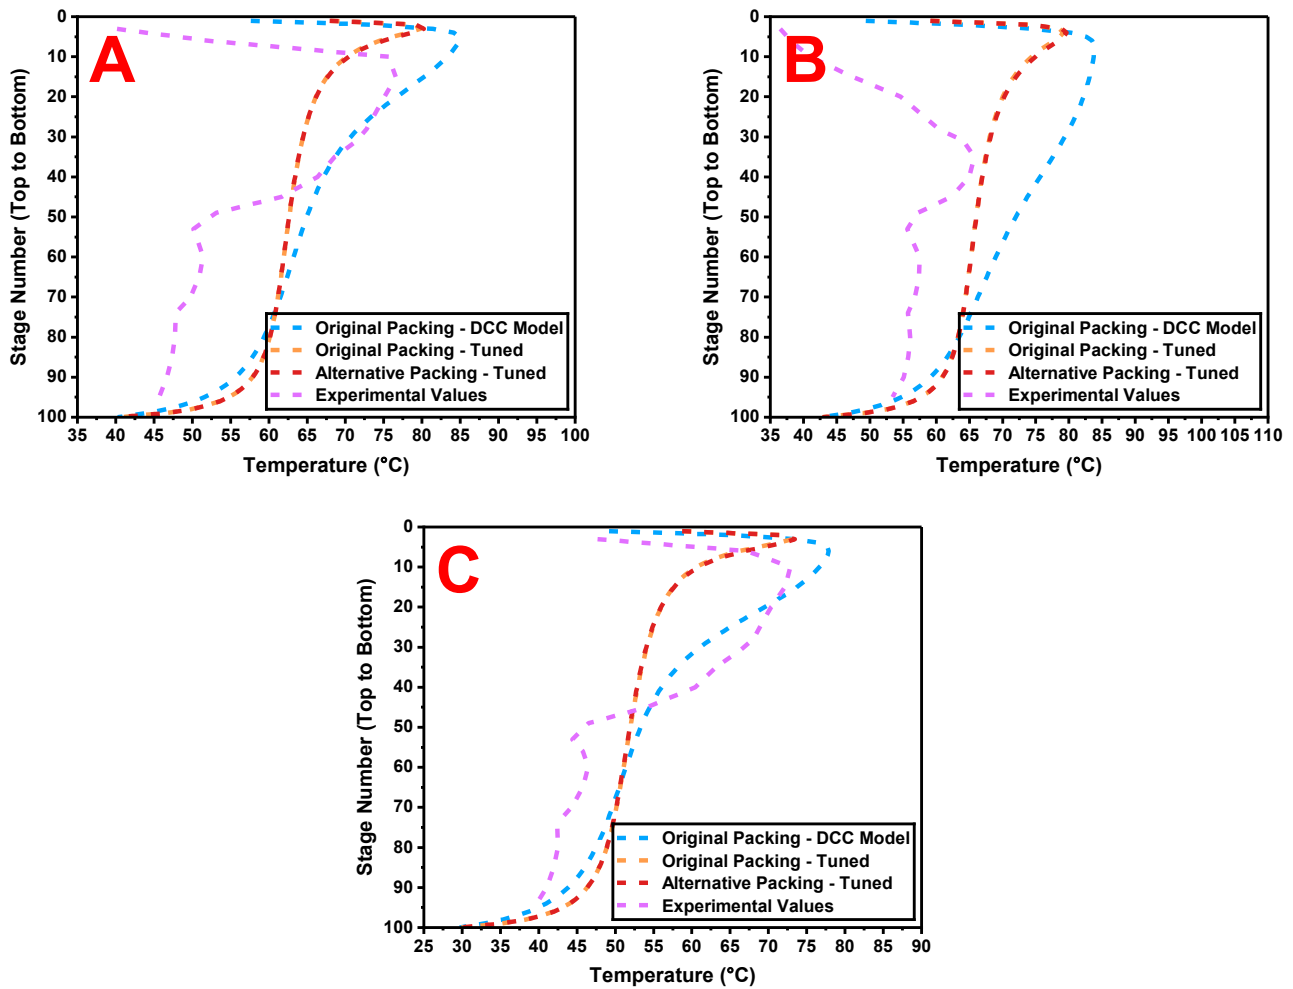 A
Stage Number (Top to Bottom)
0
10
20
30
40
50
60
70
80
90
100
Original Packing - DCC Model
Original Packing - Tuned
Alternative Packing - Tuned
Experimental Values
35 40 45 50 55 60 65 70 75 80 85 90 95 100
Temperature (°C)
B
Stage Number (Top to Bottom)
0
10
20
30
40
50
60
70
80
90
100
Original Packing - DCC Model
Original Packing - Tuned
Alternative Packing - Tuned
Experimental Values
35 40 45 50 55 60 65 70 75 80 85 90 95 100 105 110
Temperature (°C)
C
Stage Number (Top to Bottom)
0
10
20
30
40
50
60
70
80
90
100
Original Packing - DCC Model
Original Packing - Tuned
Alternative Packing - Tuned
Experimental Values
25 30 35 40 45 50 55 60 65 70 75 80 85 90
Temperature (°C)